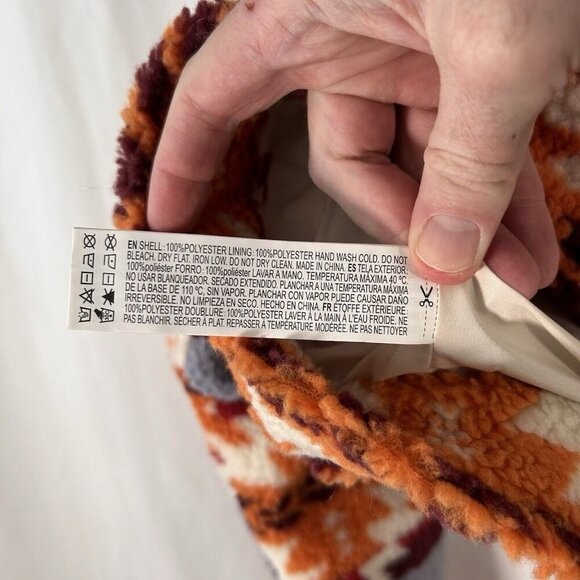 EN SHELL: 100%POLYESTER LINING: 100%POLYESTER HAND WASH COLD. DO NOT
BLEACH. DRY FLAT. IRON LOW. DO NOT DRY CLEAN. MADE IN CHINA. ES TELA EXTERIOR:
100%poliéster FORRO: 100%poliéster LAVAR A MANO. TEMPERATURA MÁXIMA 40 ºC.
NO USAR BLANQUEADOR. SECADO EXTENDIDO. PLANCHAR A UNA TEMPERATURA MÁXIMA
DE LA BASE DE 110 ºC, SIN VAPOR. PLANCHAR CON VAPOR PUEDE CAUSAR DAÑO
IRREVERSIBLE. NO LIMPIEZA EN SECO. HECHO EN CHINA. FR ÉTOFFE EXTÉRIEURE:
100%POLYESTER DOUBLURE: 100%POLYESTER LAVER À LA MAIN À L'EAU FROIDE. NE
PAS BLANCHIR. SÉCHER À PLAT. REPASSER À TEMPÉRATURE MODÉRÉE. NE PAS NETTOYER